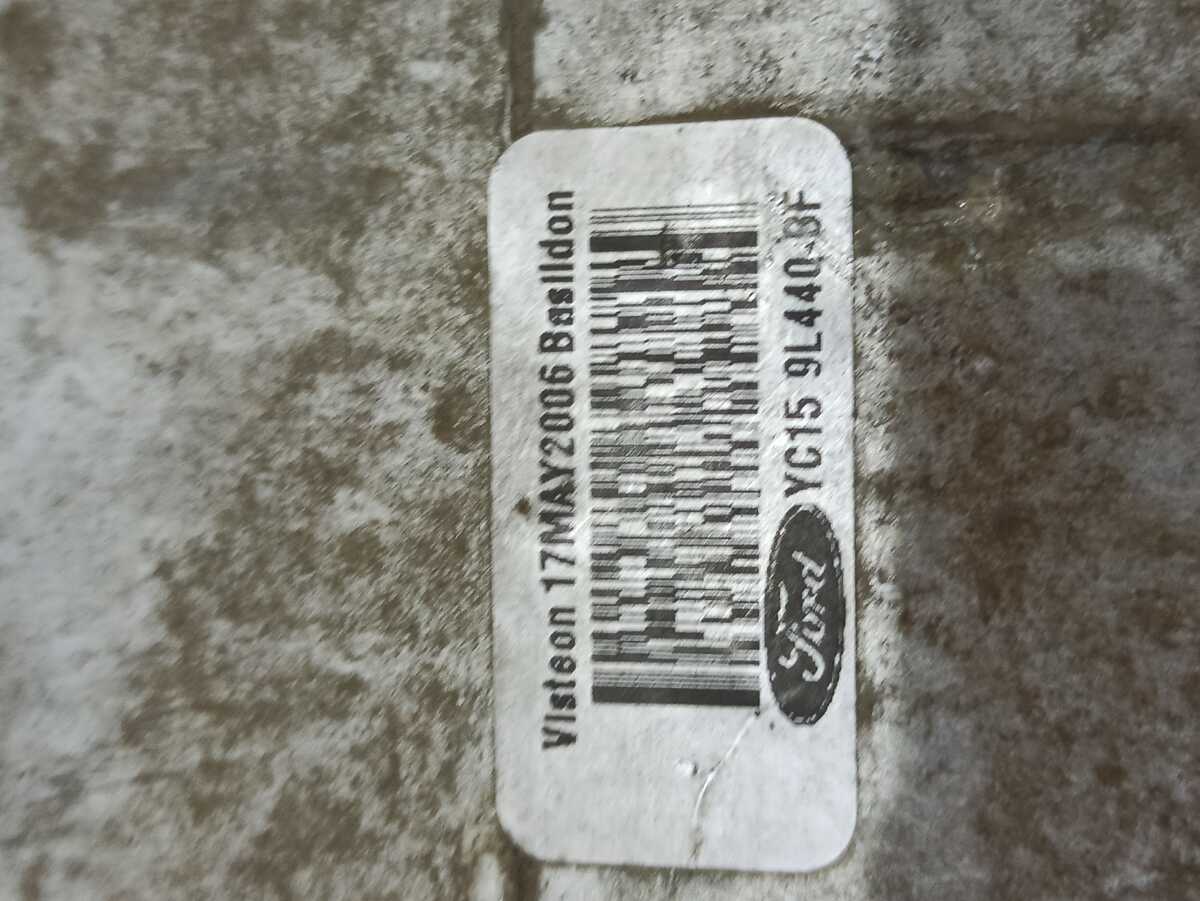 Visteon 17MAY2006 Basildon
Ford YC15 9L440-BF